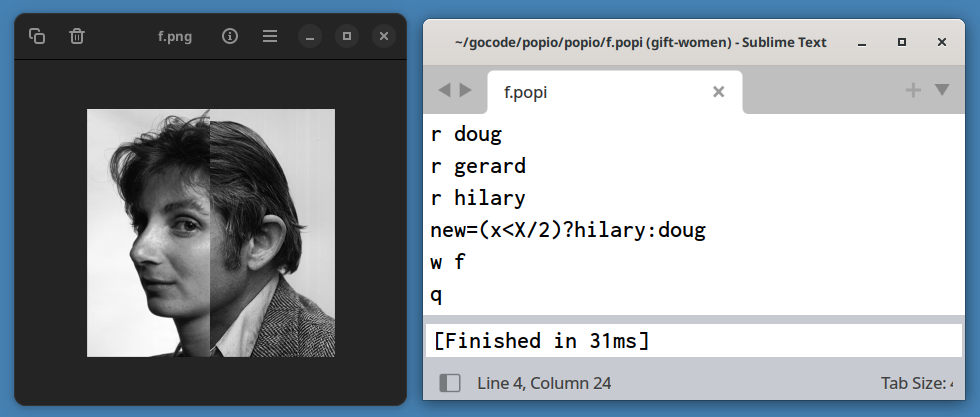 f.png
~/gocode/popio/popio/f.popi (gift-women) - Sublime Text
f.popi
r doug
r gerard
r hilary
new=(x<X/2)?hilary:doug
w f
q
[Finished in 31ms]
Line 4, Column 24
Tab Size: